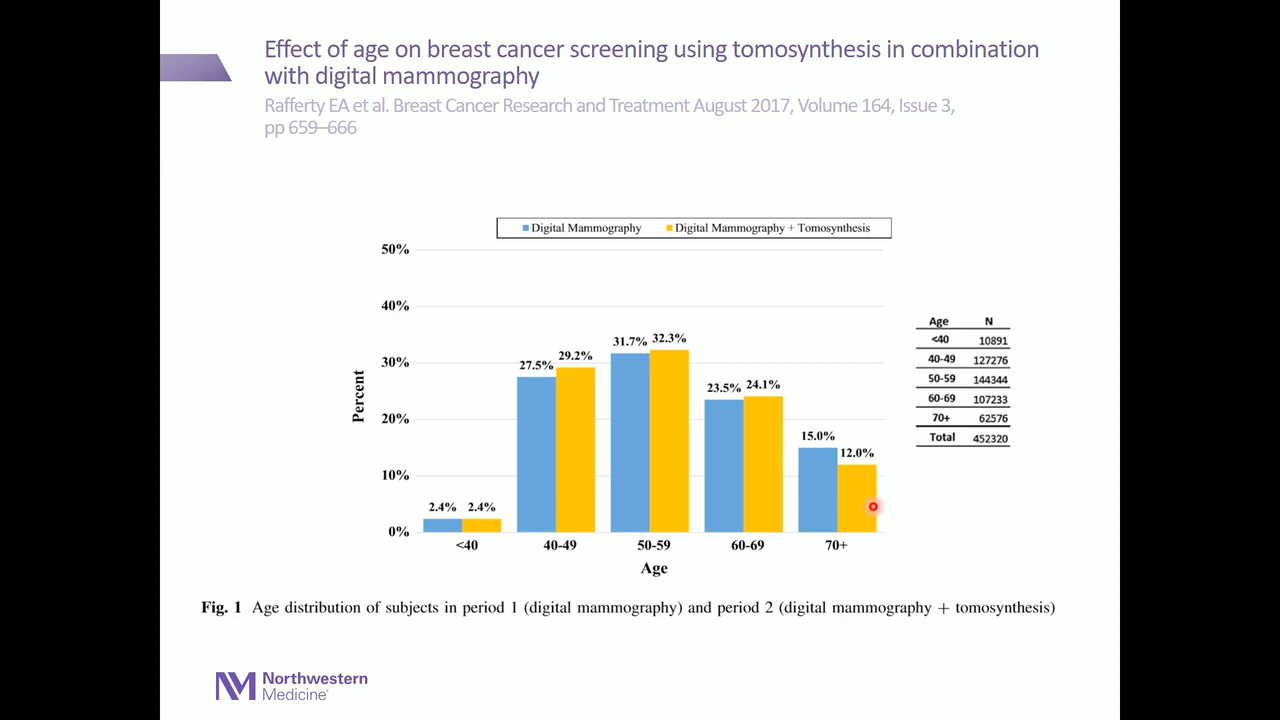 Effect of age on breast cancer screening using tomosynthesis in combination
with digital mammography
Rafferty EA et al. Breast Cancer Research and Treatment August 2017, Volume 164, Issue 3,
pp 659–666
Digital Mammography Digital Mammography + Tomosynthesis
50%
40%
30%
20%
10%
0%
Percent
2.4% 2.4%
27.5% 29.2%
31.7% 32.3%
23.5% 24.1%
15.0% 12.0%
<40 40-49 50-59 60-69 70+
Age
Age N
<40 10891
40-49 127276
50-59 144344
60-69 107233
70+ 62576
Total 452320
Fig. 1 Age distribution of subjects in period 1 (digital mammography) and period 2 (digital mammography + tomosynthesis)
NM Northwestern
Medicine®